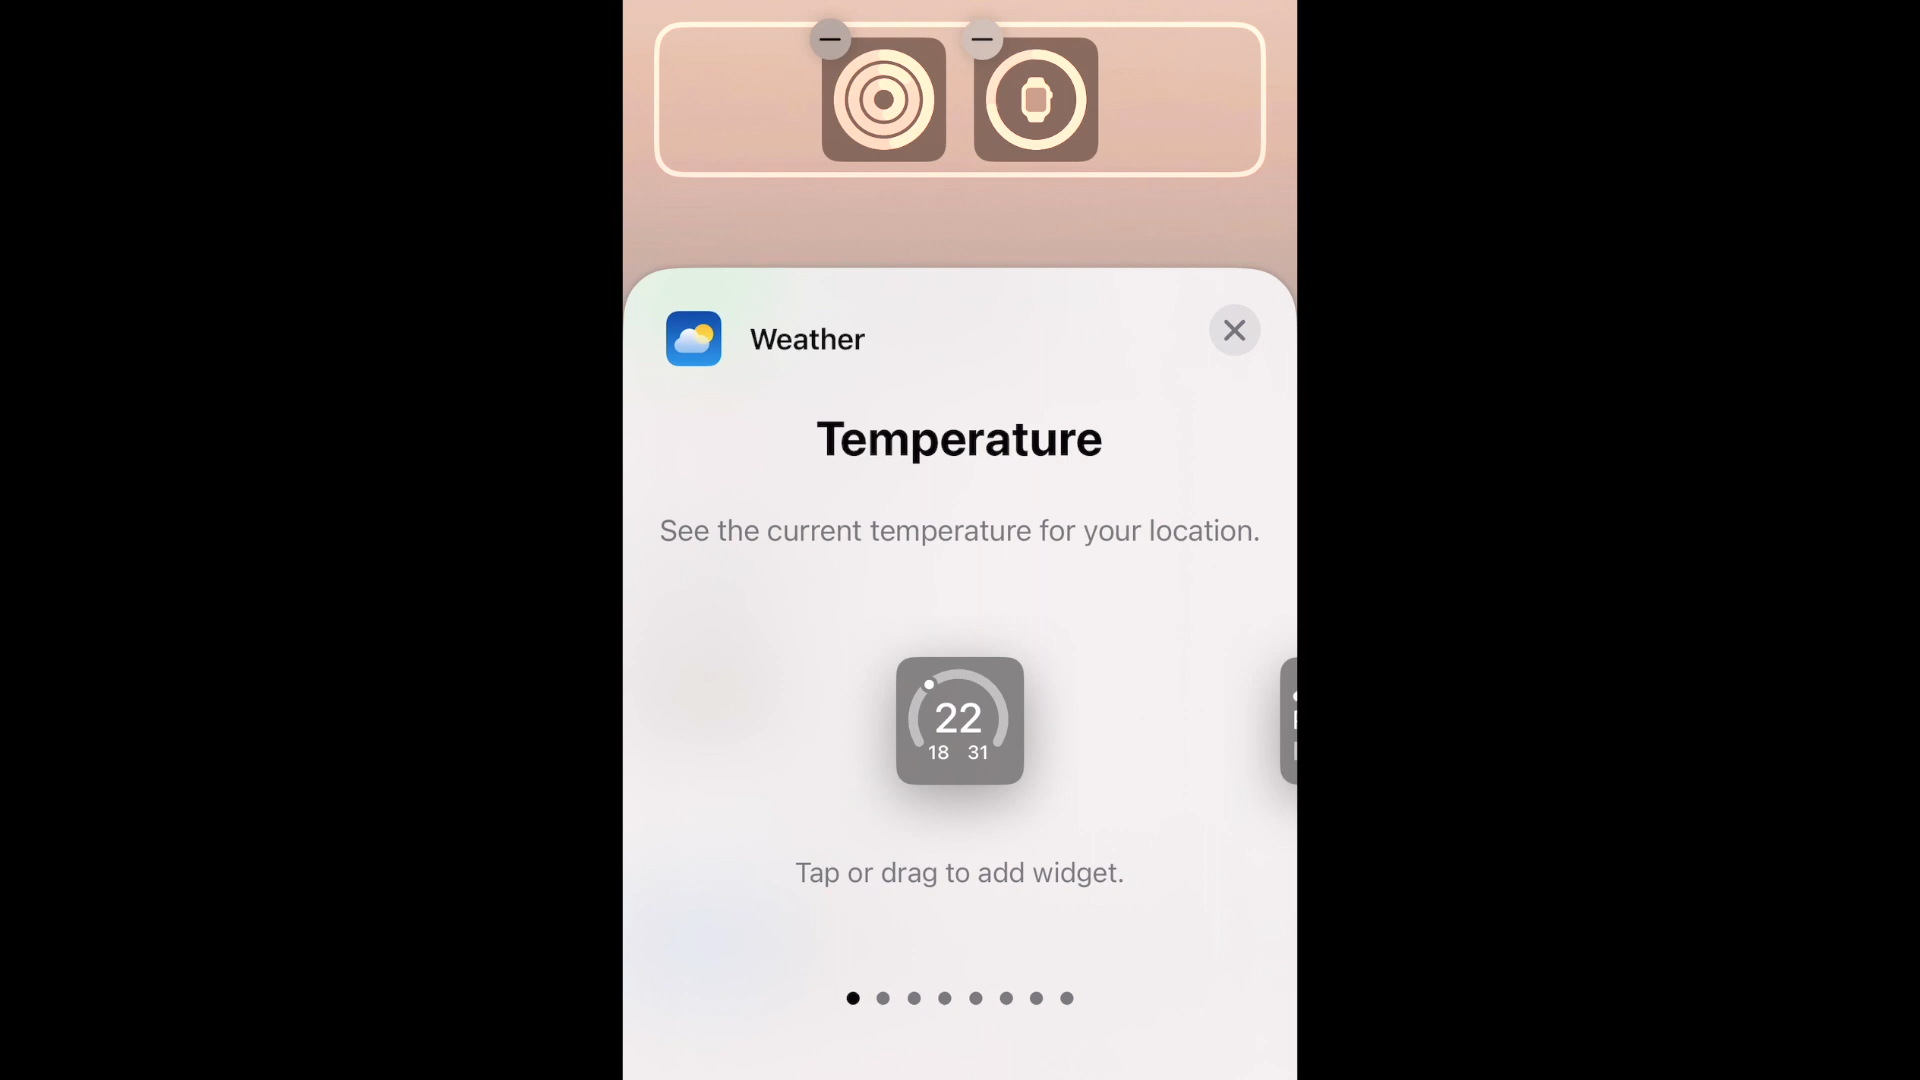 Weather
Temperature
See the current temperature for your location.
22
18 31
Tap or drag to add widget.